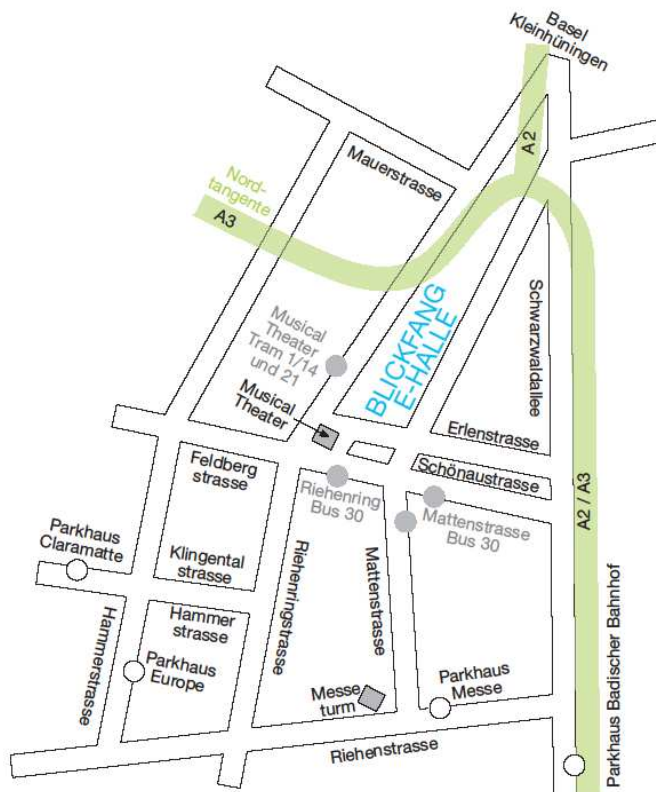 Basel
Kleinhüningen
A 2
Mauerstrasse
Nord-
tangente
A3
Schwarzwaldallee
BLICKFANG
E-HALLE
Musical
Theater
Tram 1/14
und 21
Musical
Theater
Erlenstrasse
Feldberg
strasse
Schönaustrasse
Riehenring
Bus 30
Mattenstrasse
Bus 30
A2 / A3
Parkhaus
Claramatte
Klingental
strasse
Riehenringstrasse
Mattenstrasse
Hammerstrasse
Hammer
strasse
Parkhaus
Europe
Messe
turm
Parkhaus
Messe
Parkhaus Badischer Bahnhof
Riehenstrasse